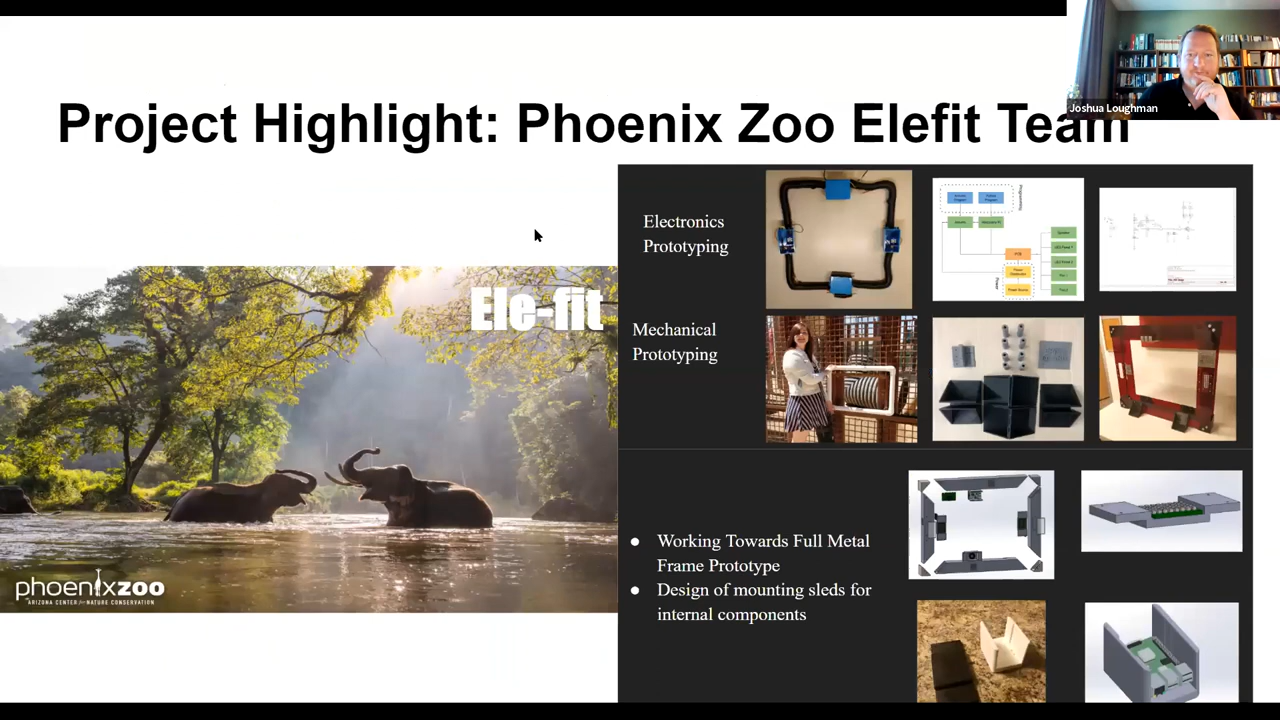 Joshua Loughman
Project Highlight: Phoenix Zoo Elefit Team
Ele-fit
phoenixzoo
ARIZONA CENTER for NATURE CONSERVATION
Electronics
Prototyping
Mechanical
Prototyping
● Working Towards Full Metal
Frame Prototype
● Design of mounting sleds for
internal components